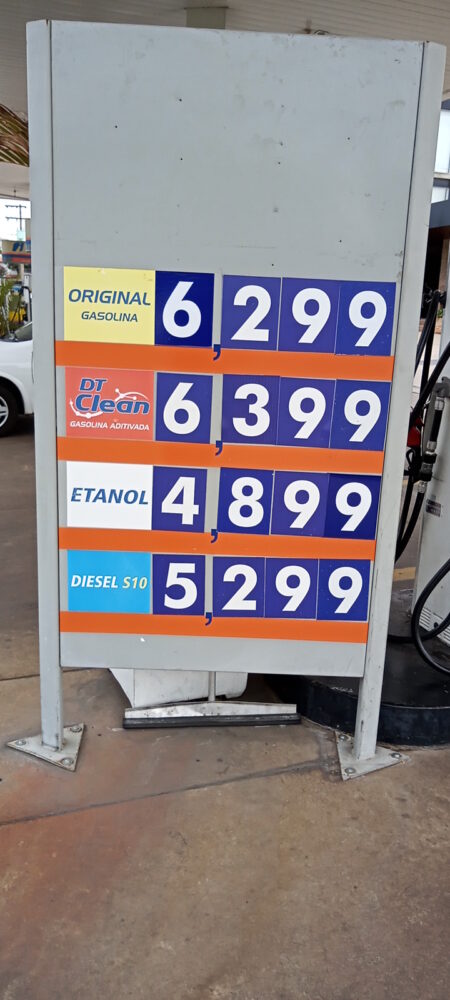 ORIGINAL GASOLINA 6,299
DT Clean GASOLINA ADITIVADA 6,399
ETANOL 4,899
DIESEL S10 5,299